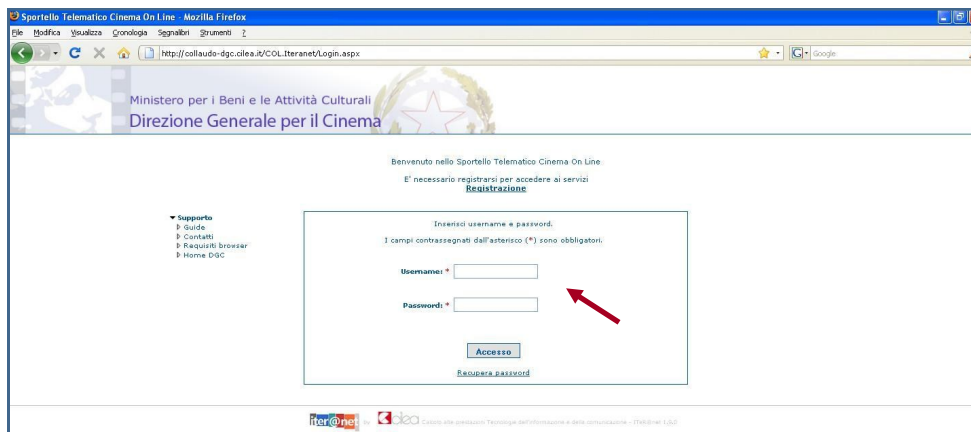 Sportello Telematico Cinema On Line - Mozilla Firefox
File Modifica Visualizza Cronologia Segnalibri Strumenti ?
http://collaudo-dgc.cilea.it/COL.Iteranet/Login.aspx
Google
Ministero per i Beni e le Attività Culturali
Direzione Generale per il Cinema
Benvenuto nello Sportello Telematico Cinema On Line
E' necessario registrarsi per accedere ai servizi
Registrazione
Supporto
Guide
Contatti
Requisiti browser
Home DGC
Inserisci username e password.
I campi contrassegnati dall'asterisco (*) sono obbligatori.
Username: *
Password: *
Accesso
Recupera password
iter@net by cilea